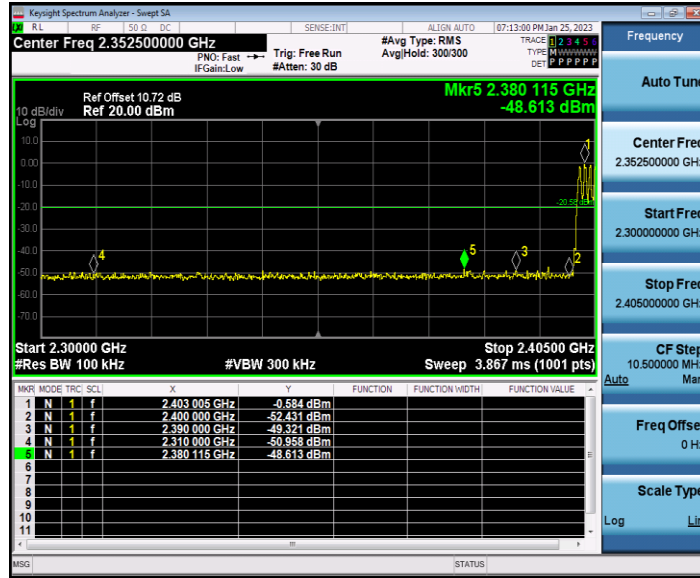 Keysight Spectrum Analyzer - Swept SA
LXI RL RF 50 Ω DC SENSE:INT ALIGN AUTO 07:13:00 PM Jan 25, 2023
Center Freq 2.352500000 GHz
PNO: Fast
IFGain:Low
Trig: Free Run
#Atten: 30 dB
#Avg Type: RMS
Avg|Hold: 300/300
TRACE 1 2 3 4 5 6
TYPE M WWWWW
DET P P P P P P
Ref Offset 10.72 dB
10 dB/div Ref 20.00 dBm
Log
Mkr5 2.380 115 GHz
-48.613 dBm
10.0
0.00
-10.0
-20.0
-30.0
-40.0
-50.0
-60.0
-70.0
1
-20.58 dBm
4
5
3
2
Start 2.30000 GHz Stop 2.40500 GHz
#Res BW 100 kHz #VBW 300 kHz Sweep 3.867 ms (1001 pts)
MKR MODE TRC SCL X Y FUNCTION FUNCTION WIDTH FUNCTION VALUE
1 N 1 f 2.403 005 GHz -0.584 dBm
2 N 1 f 2.400 000 GHz -52.431 dBm
3 N 1 f 2.390 000 GHz -49.321 dBm
4 N 1 f 2.310 000 GHz -50.958 dBm
5 N 1 f 2.380 115 GHz -48.613 dBm
6
7
8
9
10
11
MSG STATUS
Frequency
Auto Tune
Center Freq
2.352500000 GHz
Start Freq
2.300000000 GHz
Stop Freq
2.405000000 GHz
CF Step
10.500000 MHz
Auto Man
Freq Offset
0 Hz
Scale Type
Log Lin